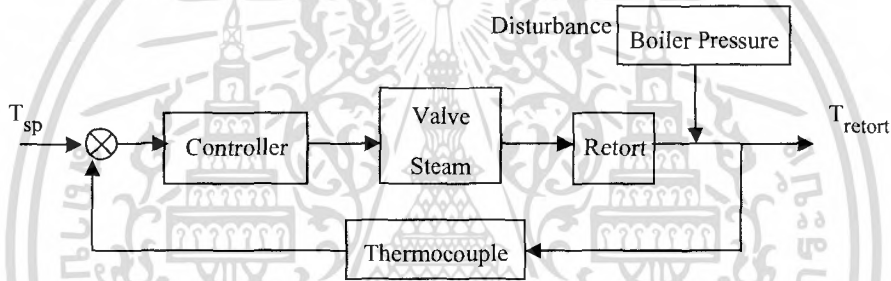 Disturbance
Boiler Pressure
T_sp
Controller
Valve
Steam
Retort
T_retort
Thermocouple